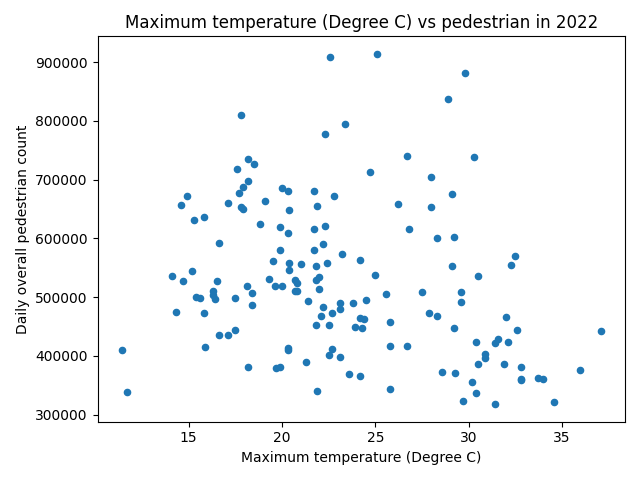 Maximum temperature (Degree C) vs pedestrian in 2022
900000
800000
700000
600000
500000
400000
300000
Daily overall pedestrian count
15 20 25 30 35
Maximum temperature (Degree C)